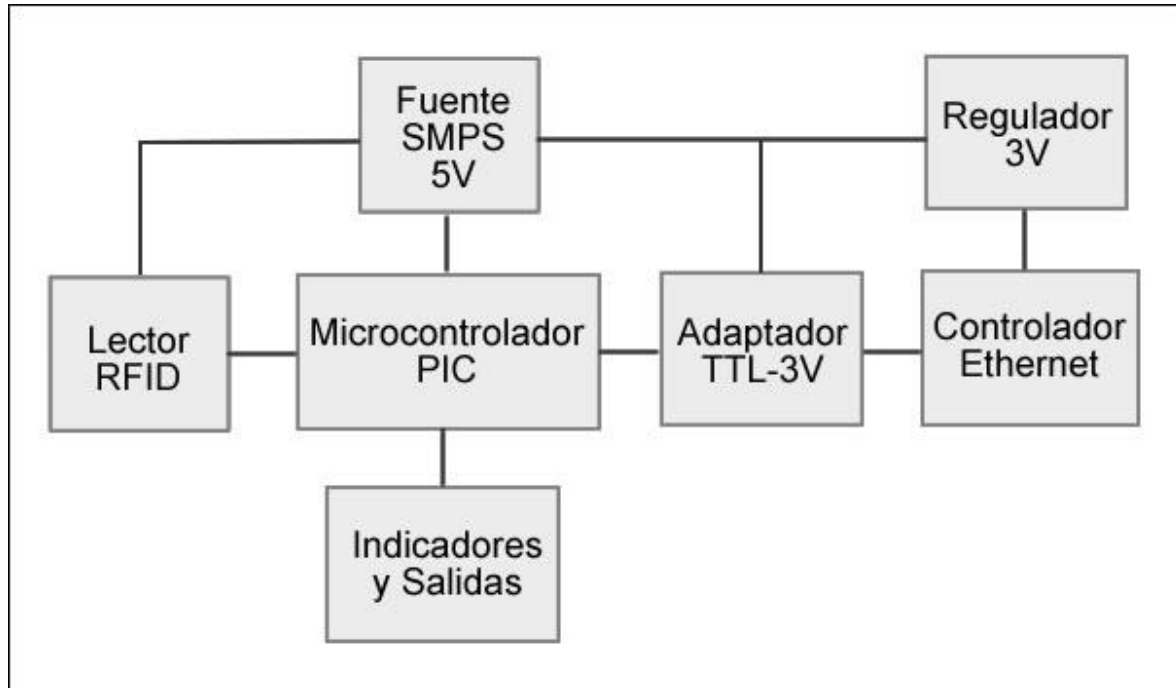 Fuente
SMPS
5V
Regulador
3V
Lector
RFID
Microcontrolador
PIC
Adaptador
TTL-3V
Controlador
Ethernet
Indicadores
y Salidas